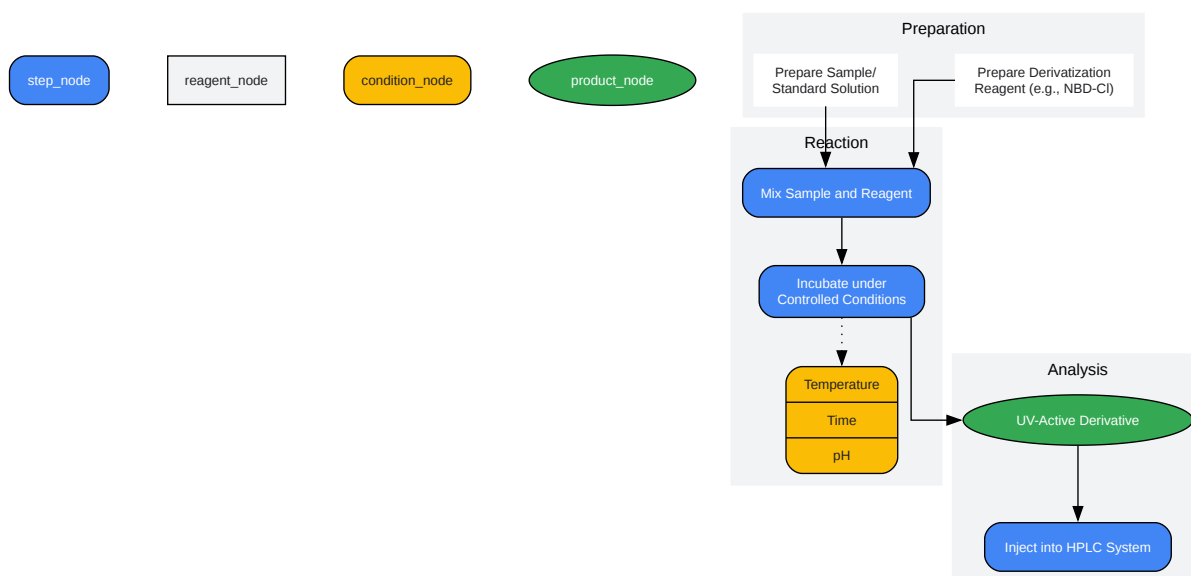 step_node
reagent_node
condition_node
product_node
Preparation
Prepare Sample/
Standard Solution
Prepare Derivatization
Reagent (e.g., NBD-Cl)
Reaction
Mix Sample and Reagent
Incubate under
Controlled Conditions
Temperature
Time
pH
Analysis
UV-Active Derivative
Inject into HPLC System